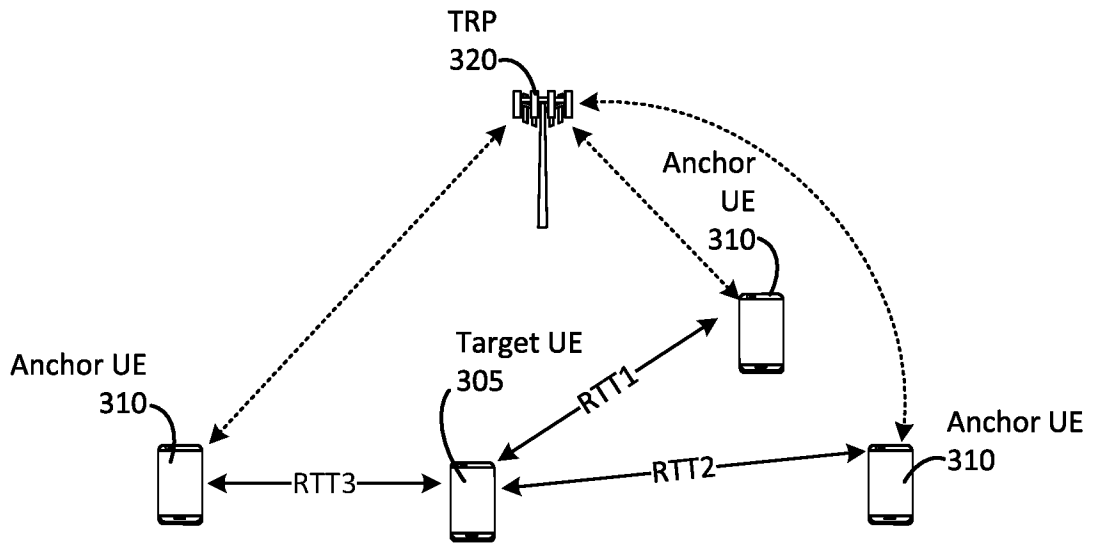 TRP
320
Anchor
UE
310
Target UE
305
Anchor UE
310
Anchor UE
310
RTT1
RTT2
RTT3